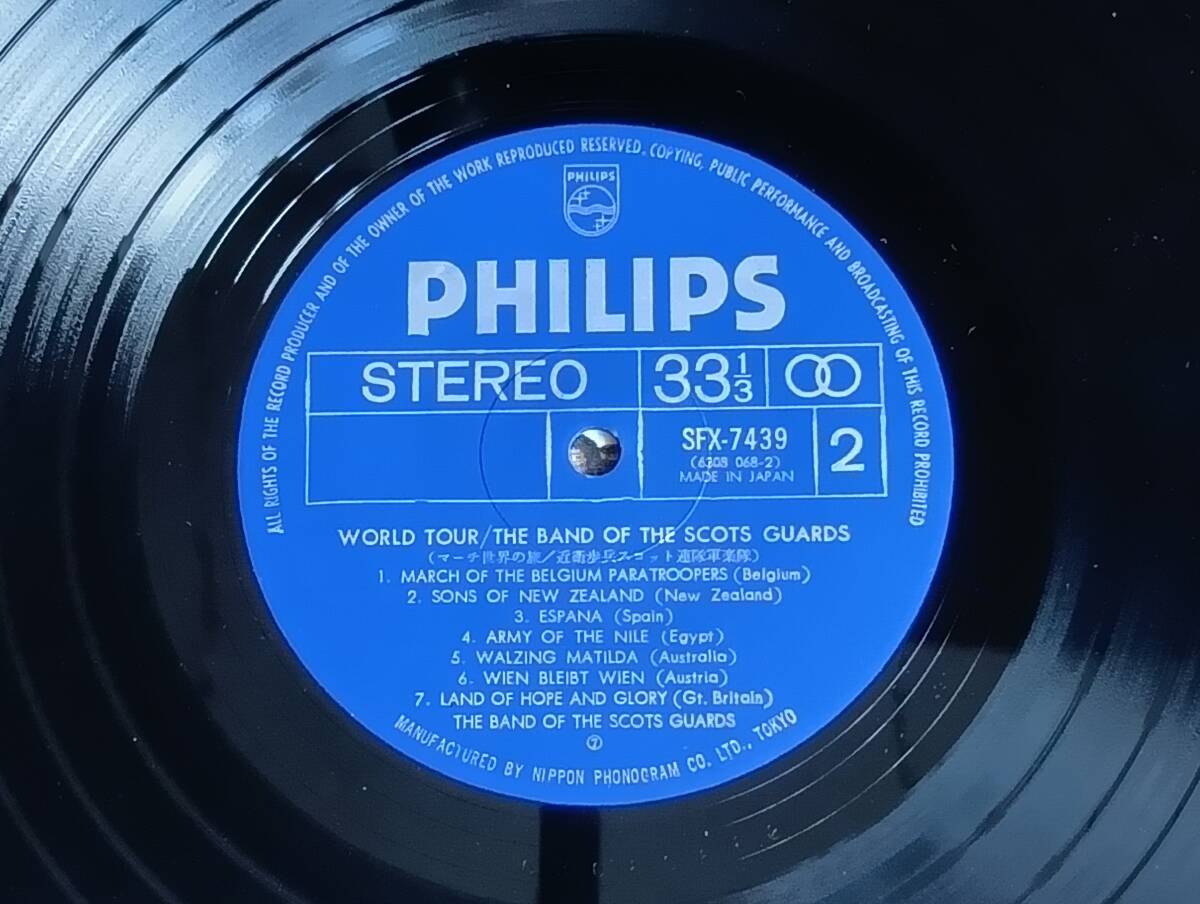 ALL RIGHTS OF THE RECORD PRODUCER AND OF THE OWNER OF THE WORK REPRODUCED RESERVED. COPYING, PUBLIC PERFORMANCE AND BROADCASTING OF THIS RECORD PROHIBITED
PHILIPS
PHILIPS
STEREO 33 1/3
SFX-7439 2
(6308 068-2)
MADE IN JAPAN
WORLD TOUR/THE BAND OF THE SCOTS GUARDS
(マーチ世界の旅/近衛歩兵スコット連隊軍楽隊)
1. MARCH OF THE BELGIUM PARATROOPERS (Belgium)
2. SONS OF NEW ZEALAND (New Zealand)
3. ESPANA (Spain)
4. ARMY OF THE NILE (Egypt)
5. WALZING MATILDA (Australia)
6. WIEN BLEIBT WIEN (Austria)
7. LAND OF HOPE AND GLORY (Gt. Britain)
THE BAND OF THE SCOTS GUARDS
⑦
MANUFACTURED BY NIPPON PHONOGRAM CO. LTD., TOKYO